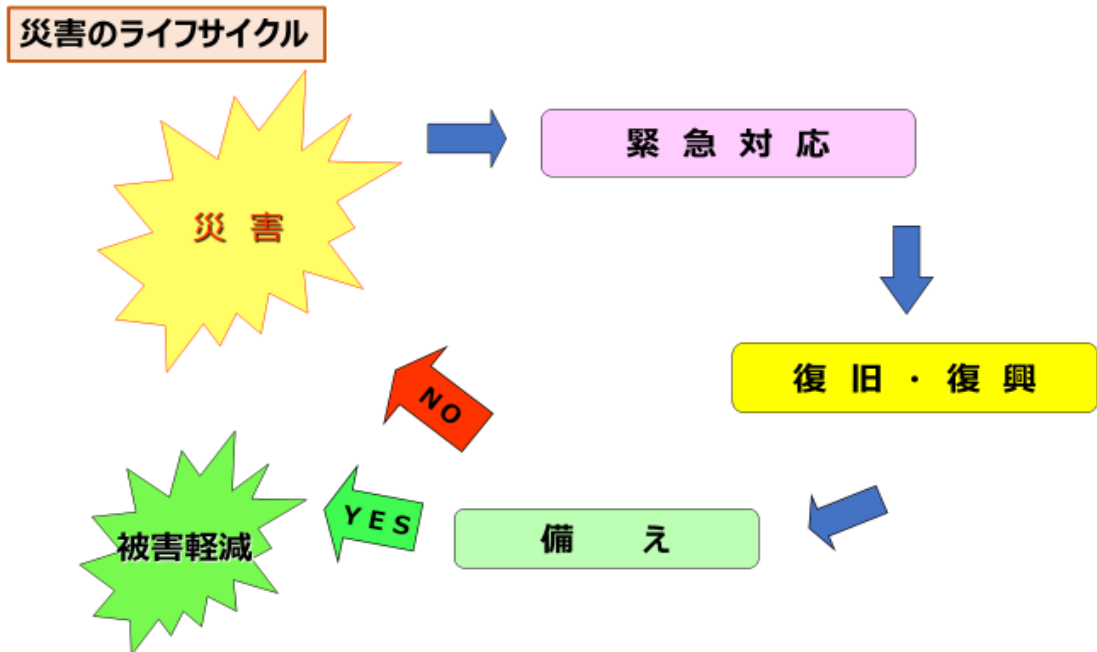 災害のライフサイクル
災 害
緊 急 対 応
復 旧 ・ 復 興
NO
YES
備 え
被害軽減